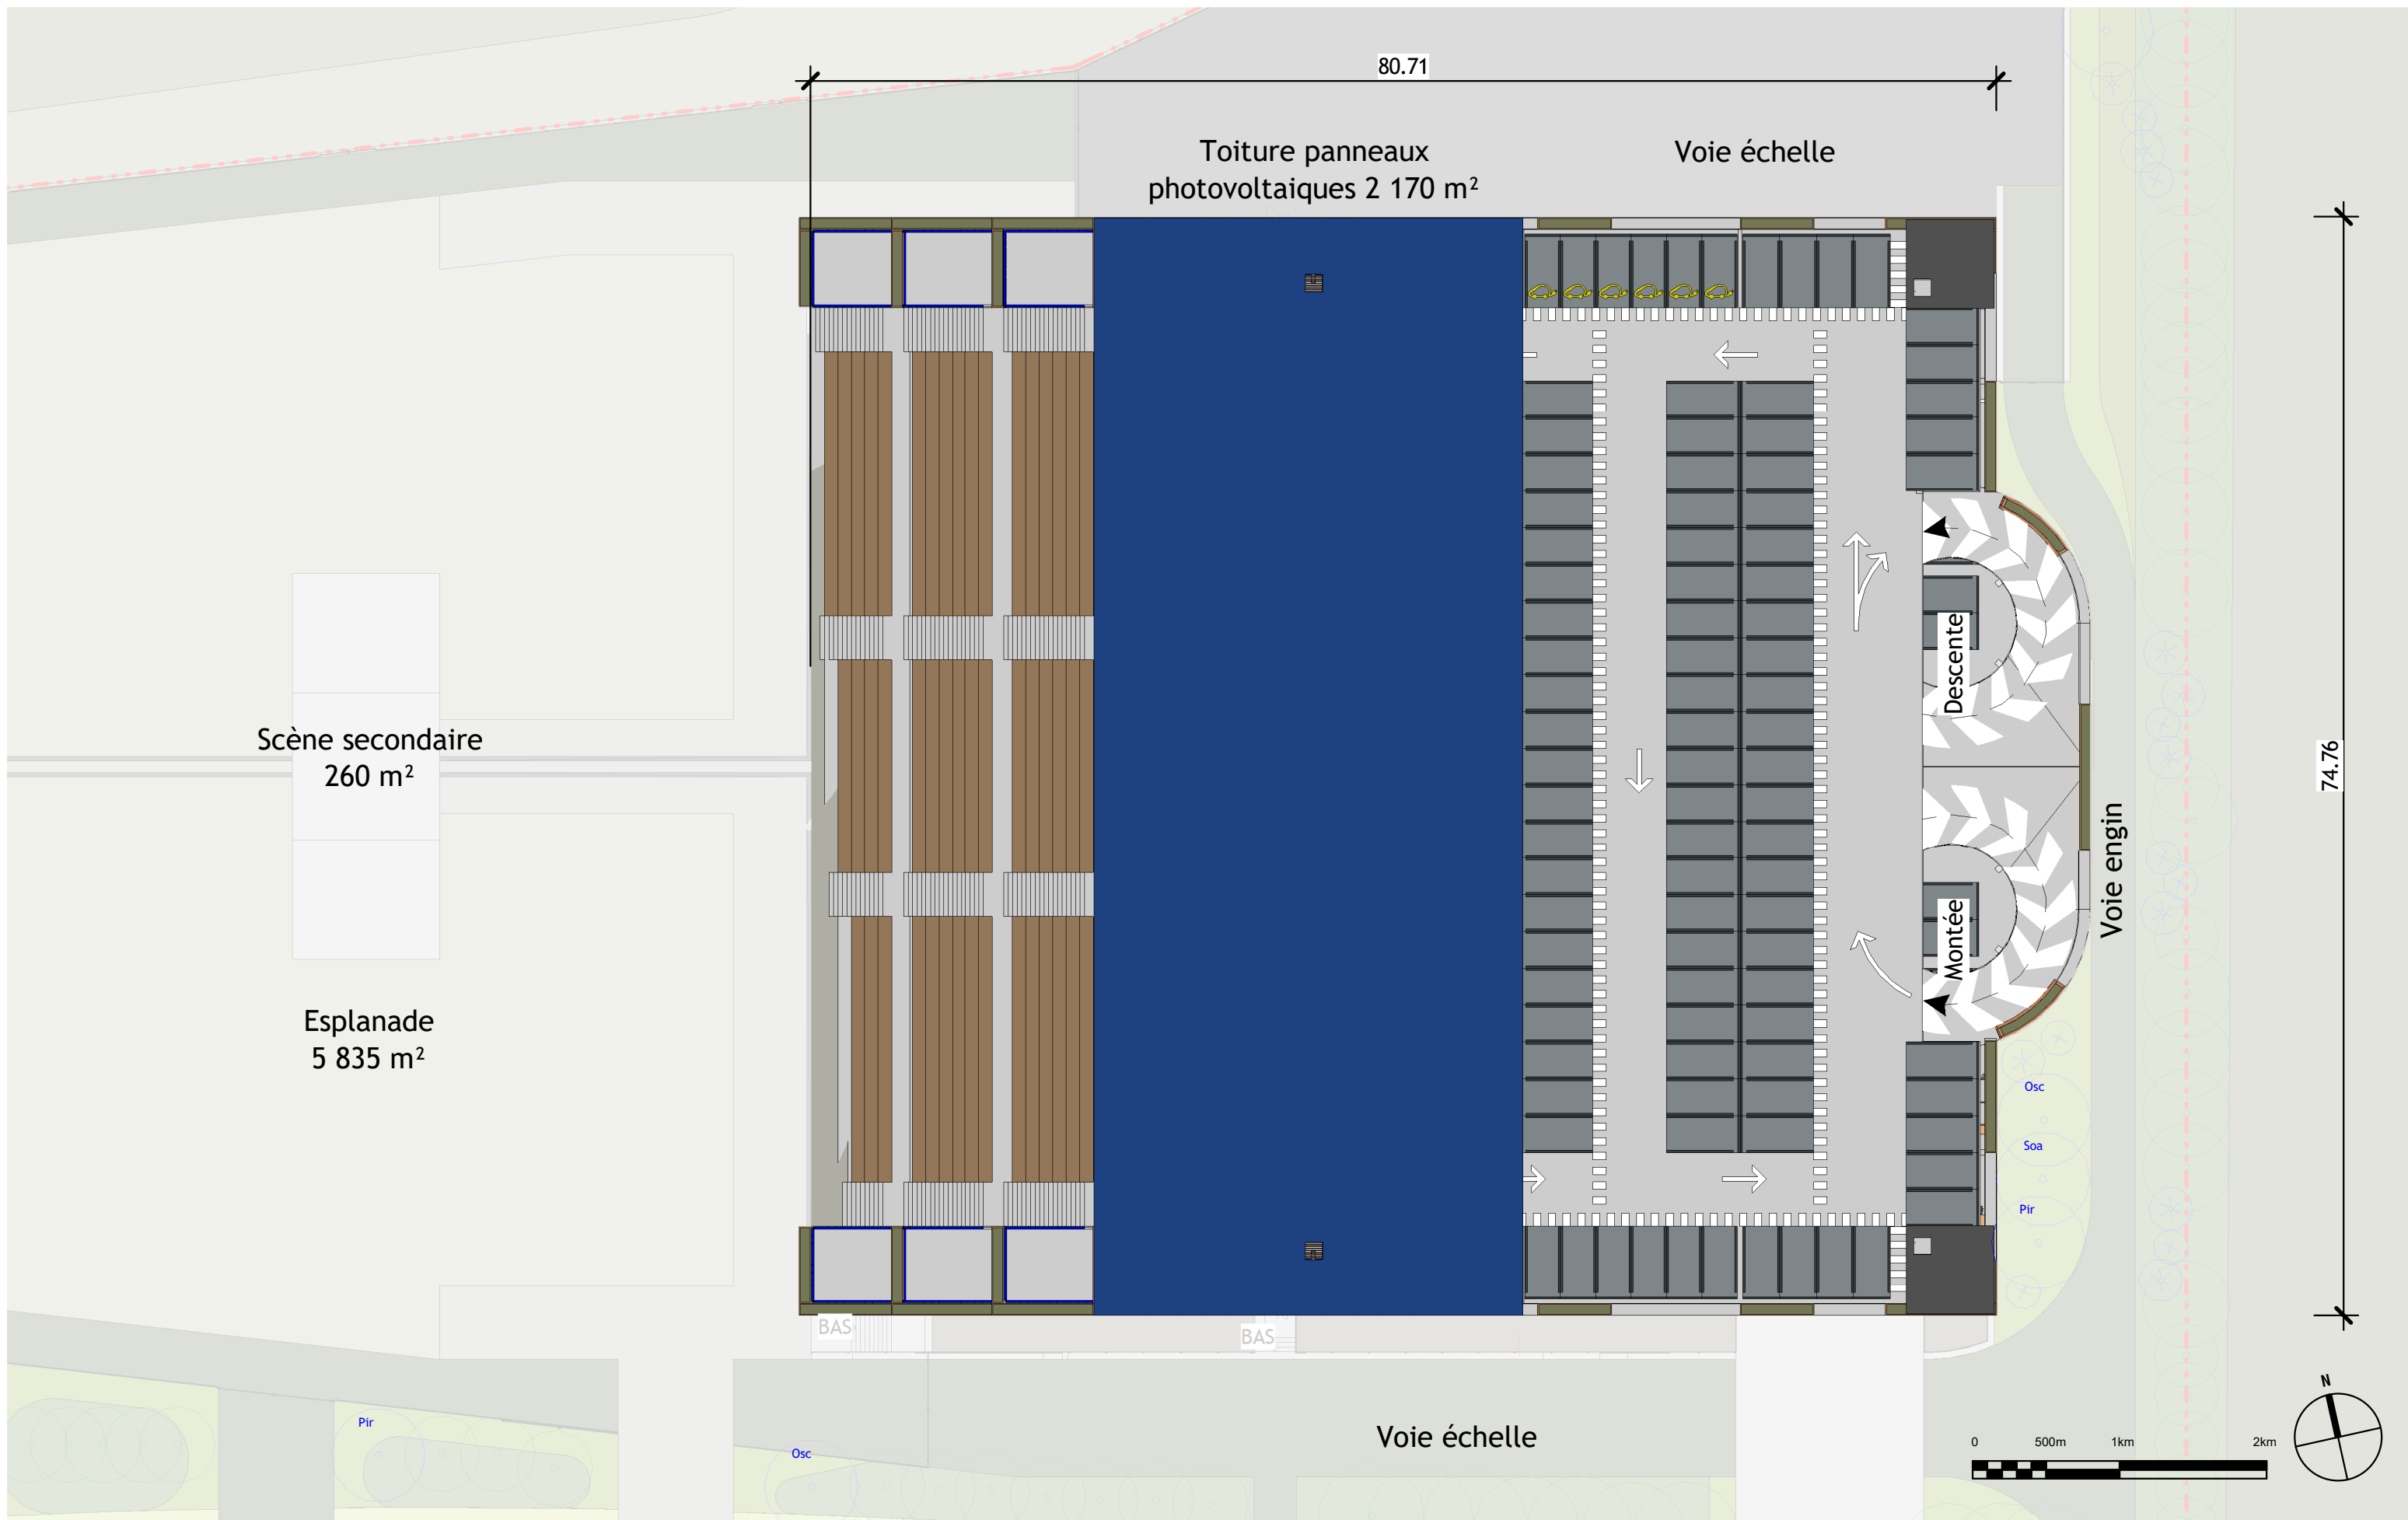 80.71
Toiture panneaux
photovoltaiques 2 170 m²
Voie échelle
Descente
Scène secondaire
260 m²
74.76
Voie engin
Montée
Esplanade
5 835 m²
Osc
Soa
Pir
BAS
BAS
N
Pir
Osc
Voie échelle
0
500m
1km
2km